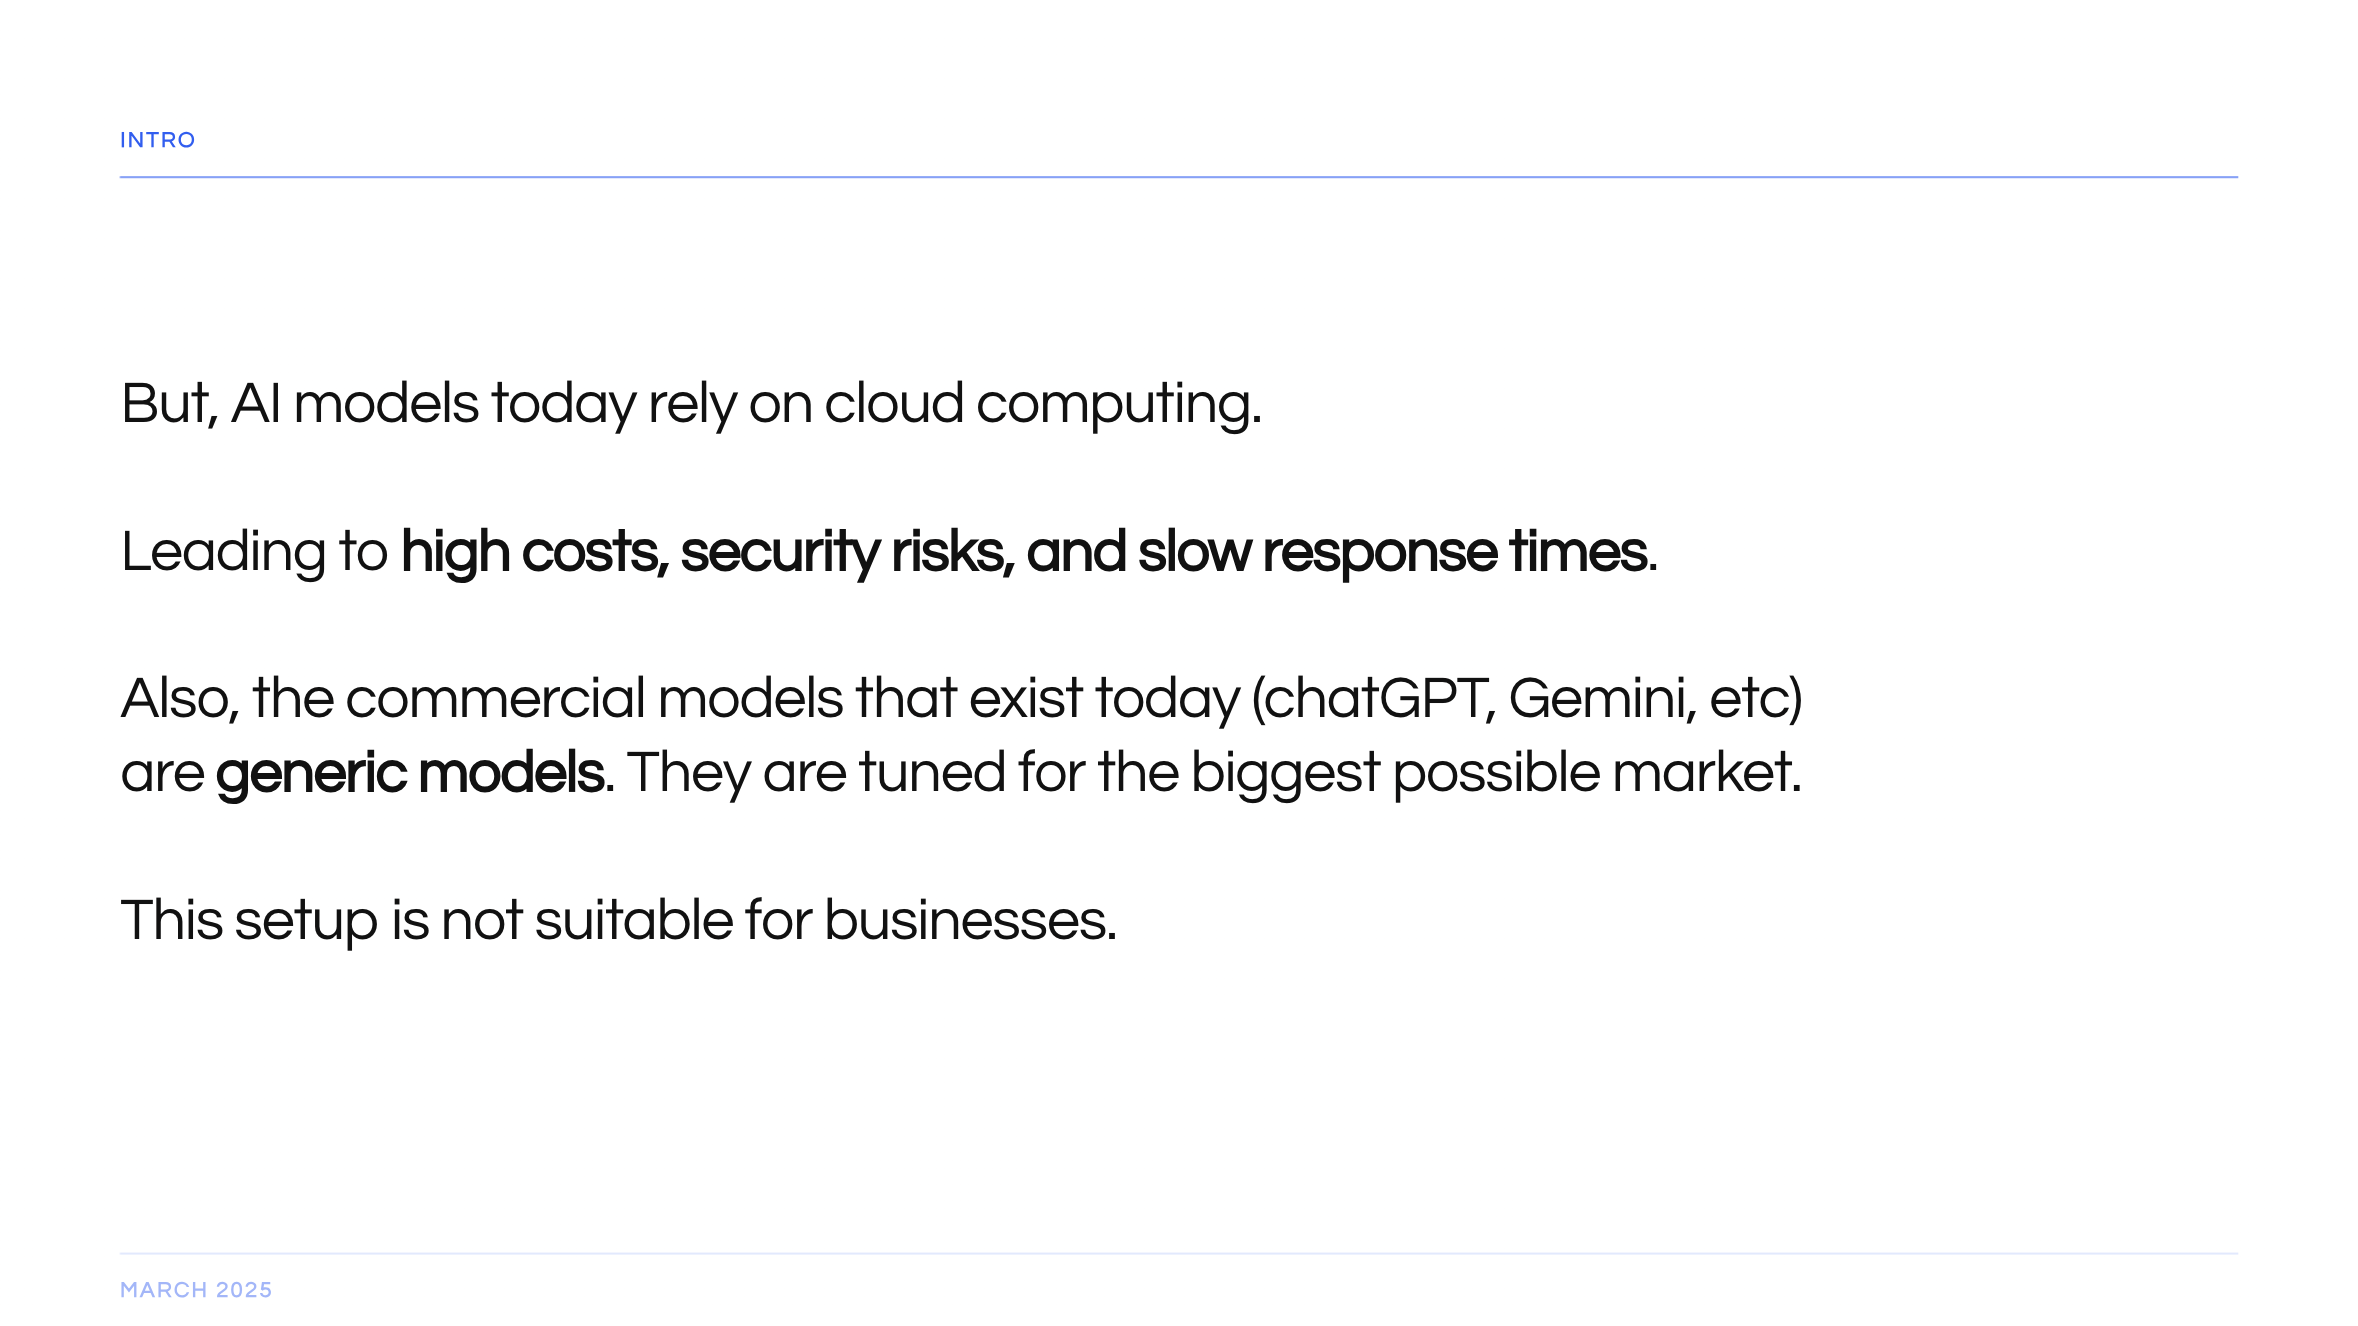 INTRO
But, AI models today rely on cloud computing.
Leading to high costs, security risks, and slow response times.
Also, the commercial models that exist today (chatGPT, Gemini, etc)
are generic models. They are tuned for the biggest possible market.
This setup is not suitable for businesses.
MARCH 2025